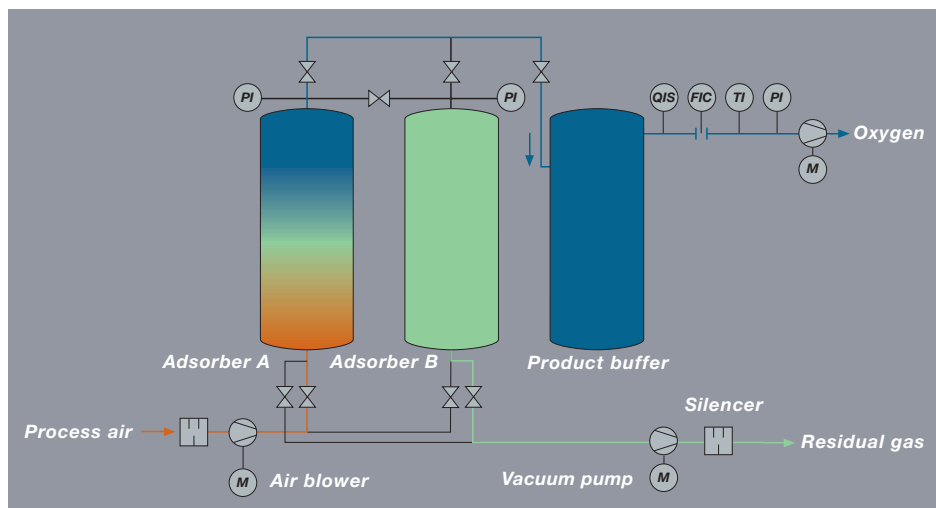 PI
PI
QIS
FIC
TI
PI
Oxygen
M
Adsorber A
Adsorber B
Product buffer
Silencer
Process air
Residual gas
M
Air blower
Vacuum pump
M